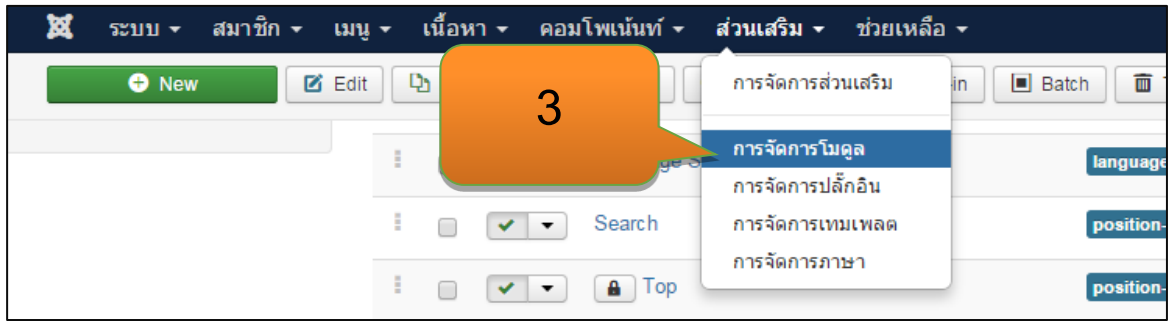 ระบบ สมาชิก เมนู เนื้อหา คอมโพเน้นท์ ส่วนเสริม ช่วยเหลือ
New Edit Batch
การจัดการส่วนเสริม
3
การจัดการโมดูล
language
การจัดการปลั๊กอิน
Search การจัดการเทมเพลต position-
การจัดการภาษา
Top position-